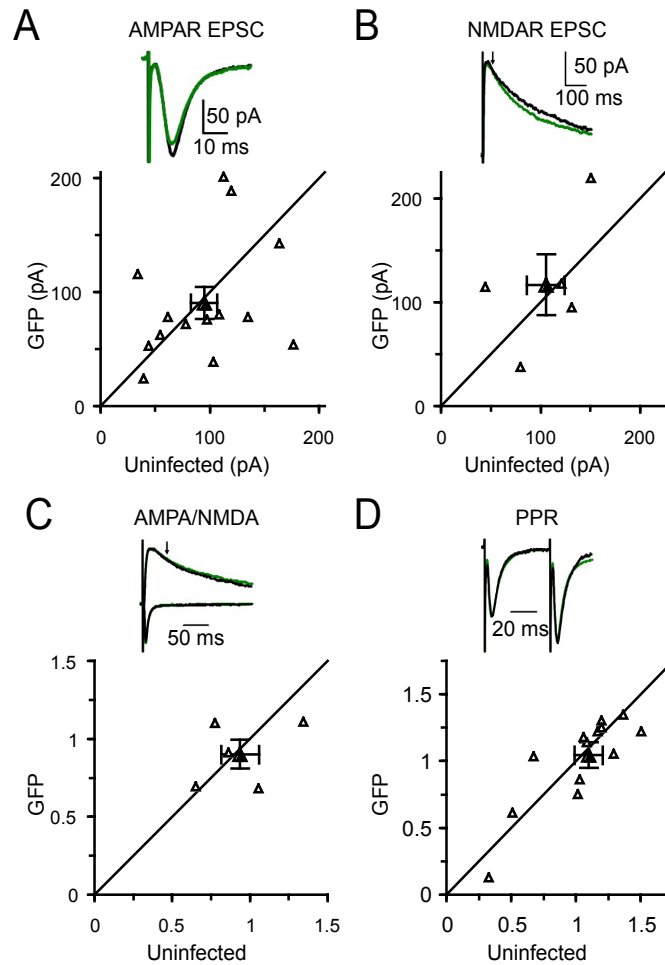 A
AMPAR EPSC
50 pA
10 ms
200
100
0
GFP (pA)
0 100 200
Uninfected (pA)
B
NMDAR EPSC
50 pA
100 ms
200
100
0
GFP (pA)
0 100 200
Uninfected (pA)
C
AMPA/NMDA
50 ms
1.5
1
0.5
0
GFP
0 0.5 1 1.5
Uninfected
D
PPR
20 ms
1.5
1
0.5
0
GFP
0 0.5 1 1.5
Uninfected